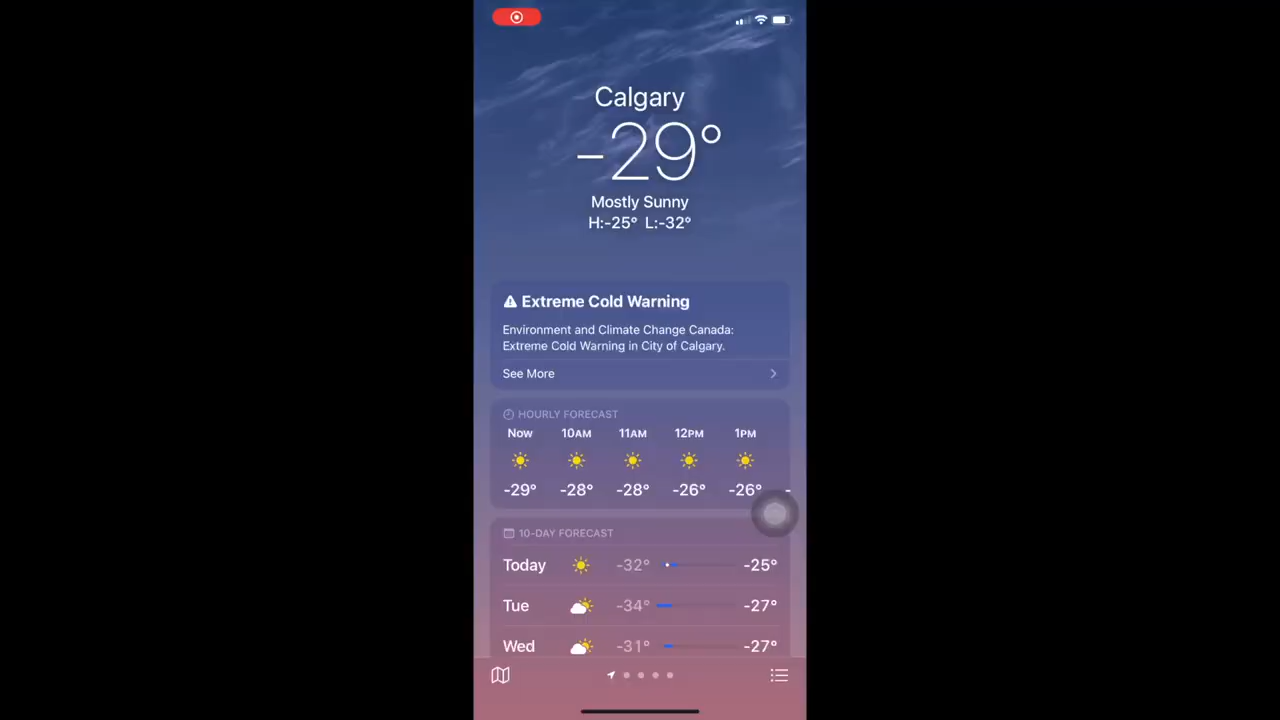 Calgary
-29°
Mostly Sunny
H:-25° L:-32°
Extreme Cold Warning
Environment and Climate Change Canada:
Extreme Cold Warning in City of Calgary.
See More
HOURLY FORECAST
Now 10AM 11AM 12PM 1PM
-29° -28° -28° -26° -26° -
10-DAY FORECAST
Today -32° -25°
Tue -34° -27°
Wed -31° -27°